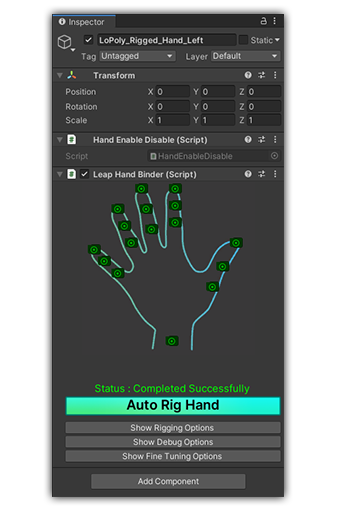 Inspector
LoPoly_Rigged_Hand_Left Static
Tag Untagged Layer Default
Transform
Position X 0 Y 0 Z 0
Rotation X 0 Y 0 Z 0
Scale X 1 Y 1 Z 1
Hand Enable Disable (Script)
Script HandEnableDisable
Leap Hand Binder (Script)
Status : Completed Successfully
Auto Rig Hand
Show Rigging Options
Show Debug Options
Show Fine Tuning Options
Add Component